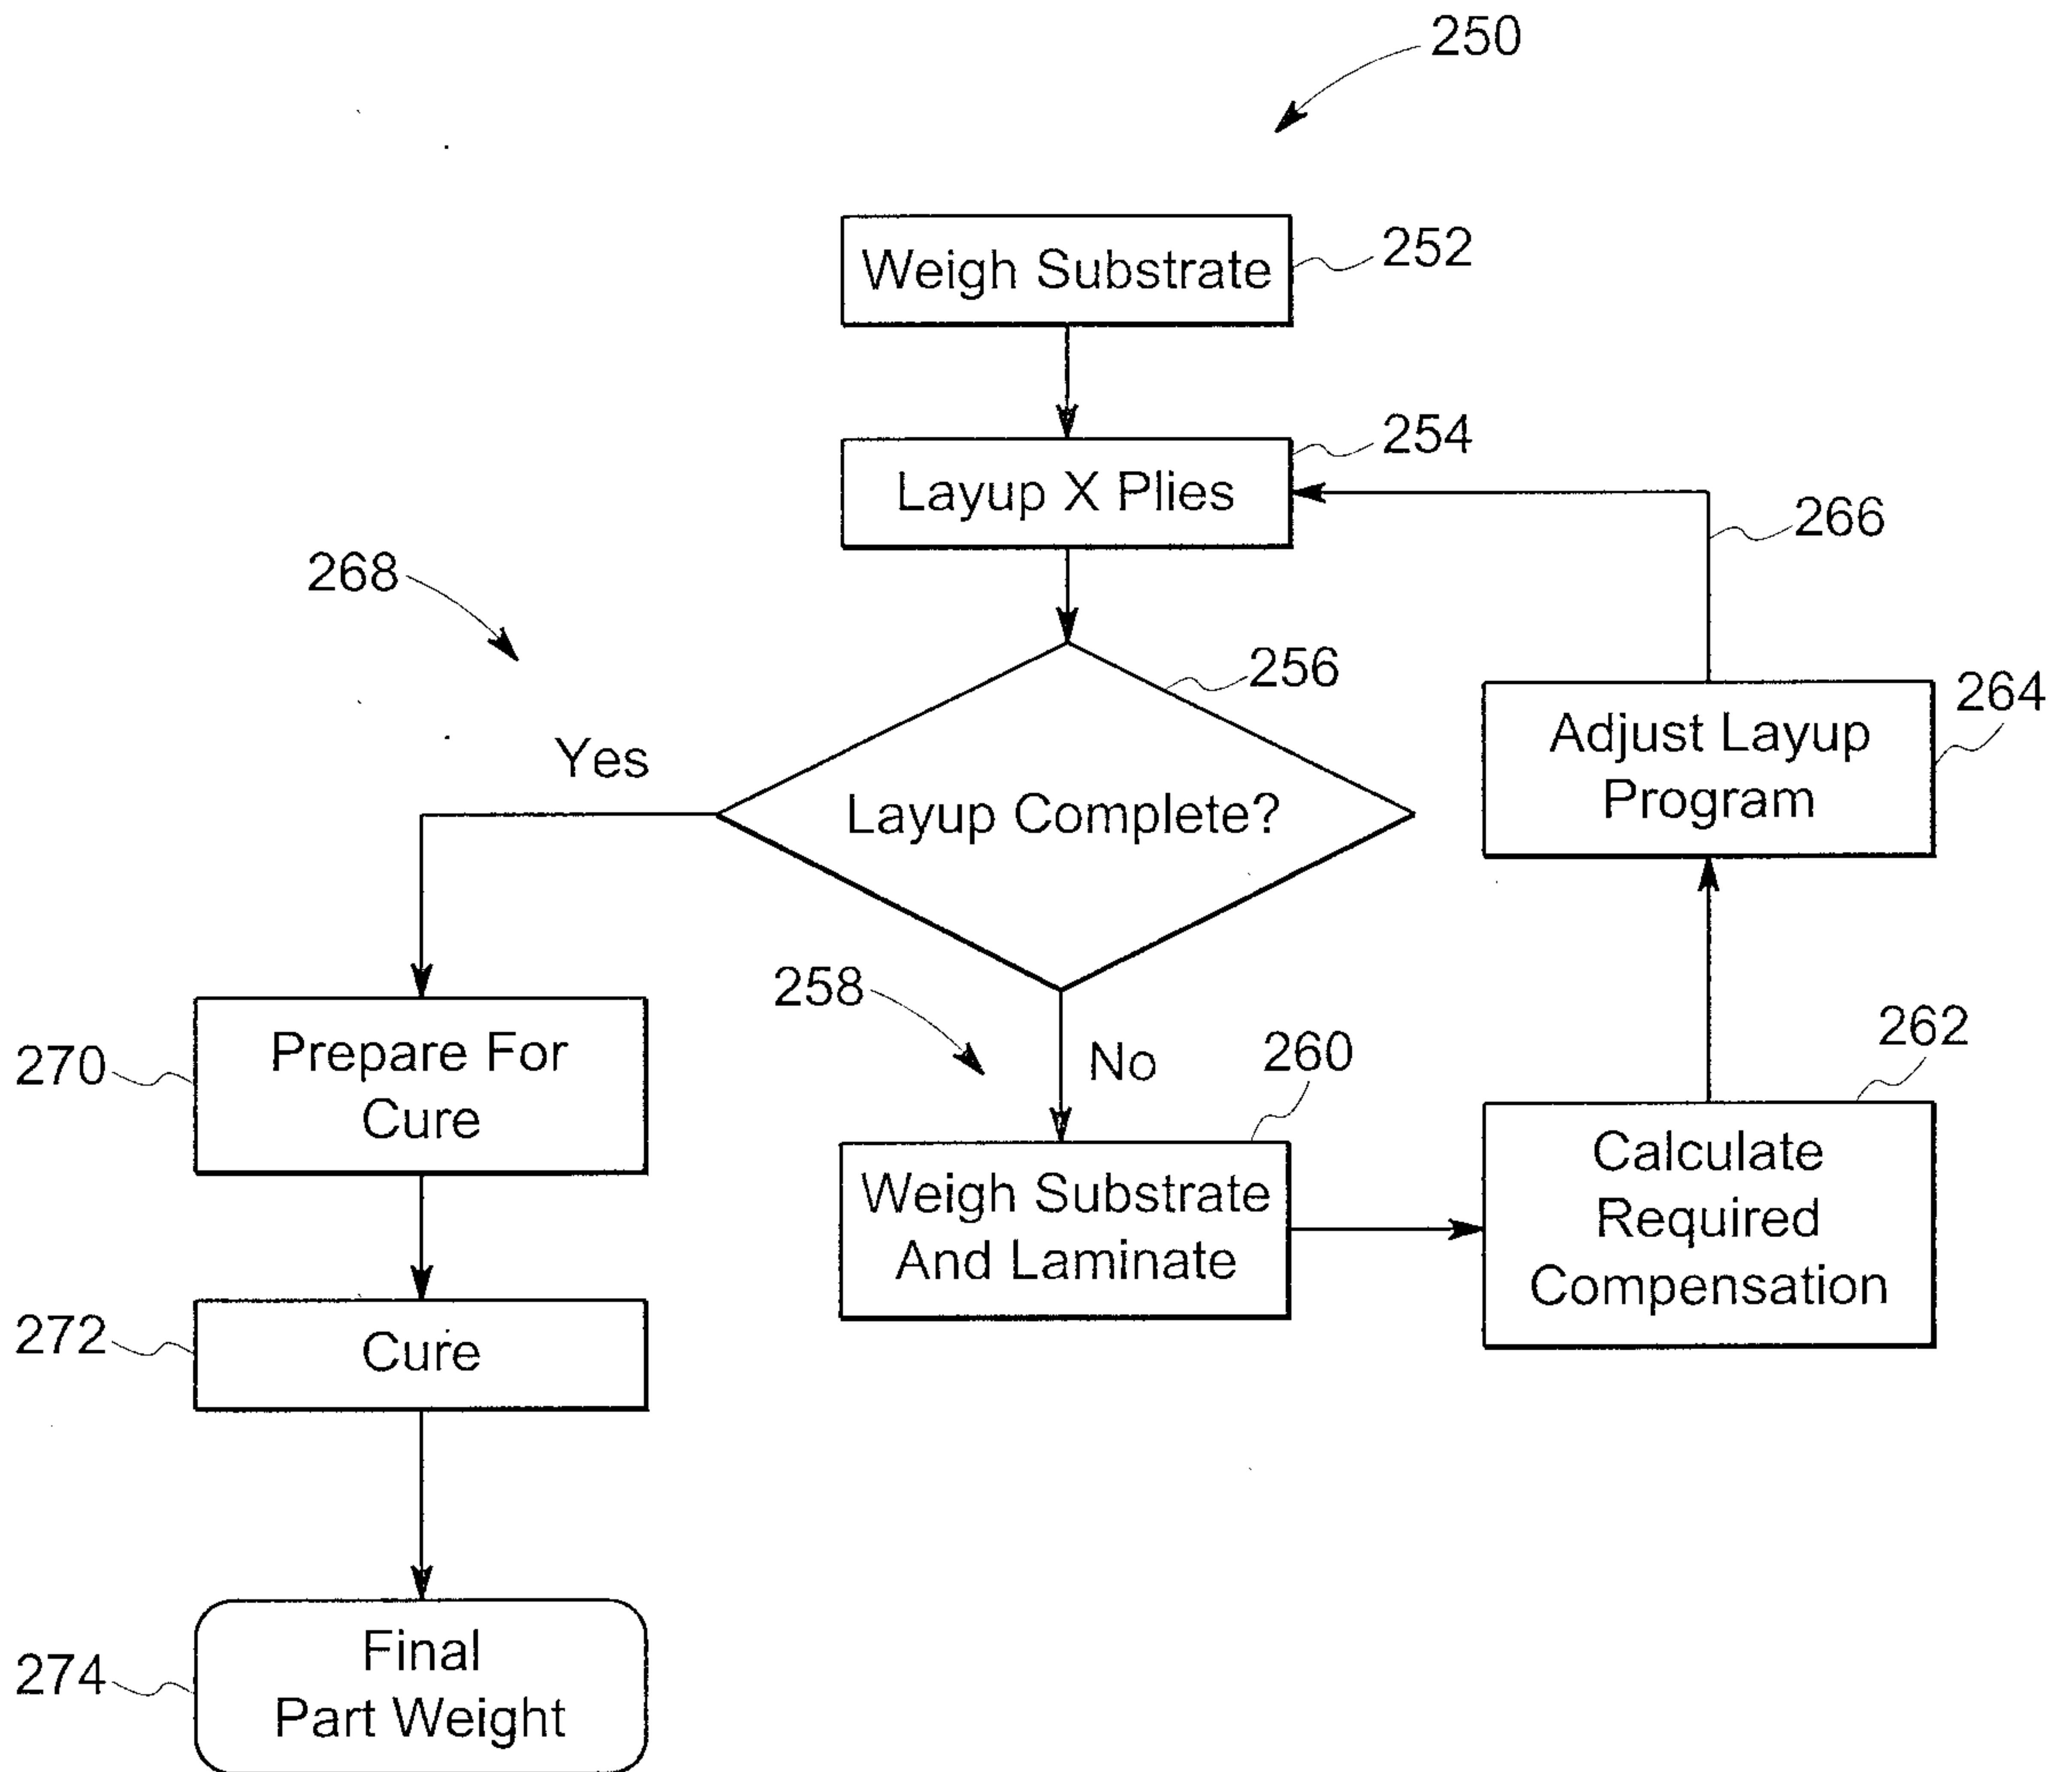 250
Weigh Substrate
252
Layup X Plies
254
266
268
256
264
Adjust Layup
Program
Yes
Layup Complete?
258
No
260
262
270
Prepare For
Cure
Weigh Substrate
And Laminate
Calculate
Required
Compensation
272
Cure
274
Final
Part Weight